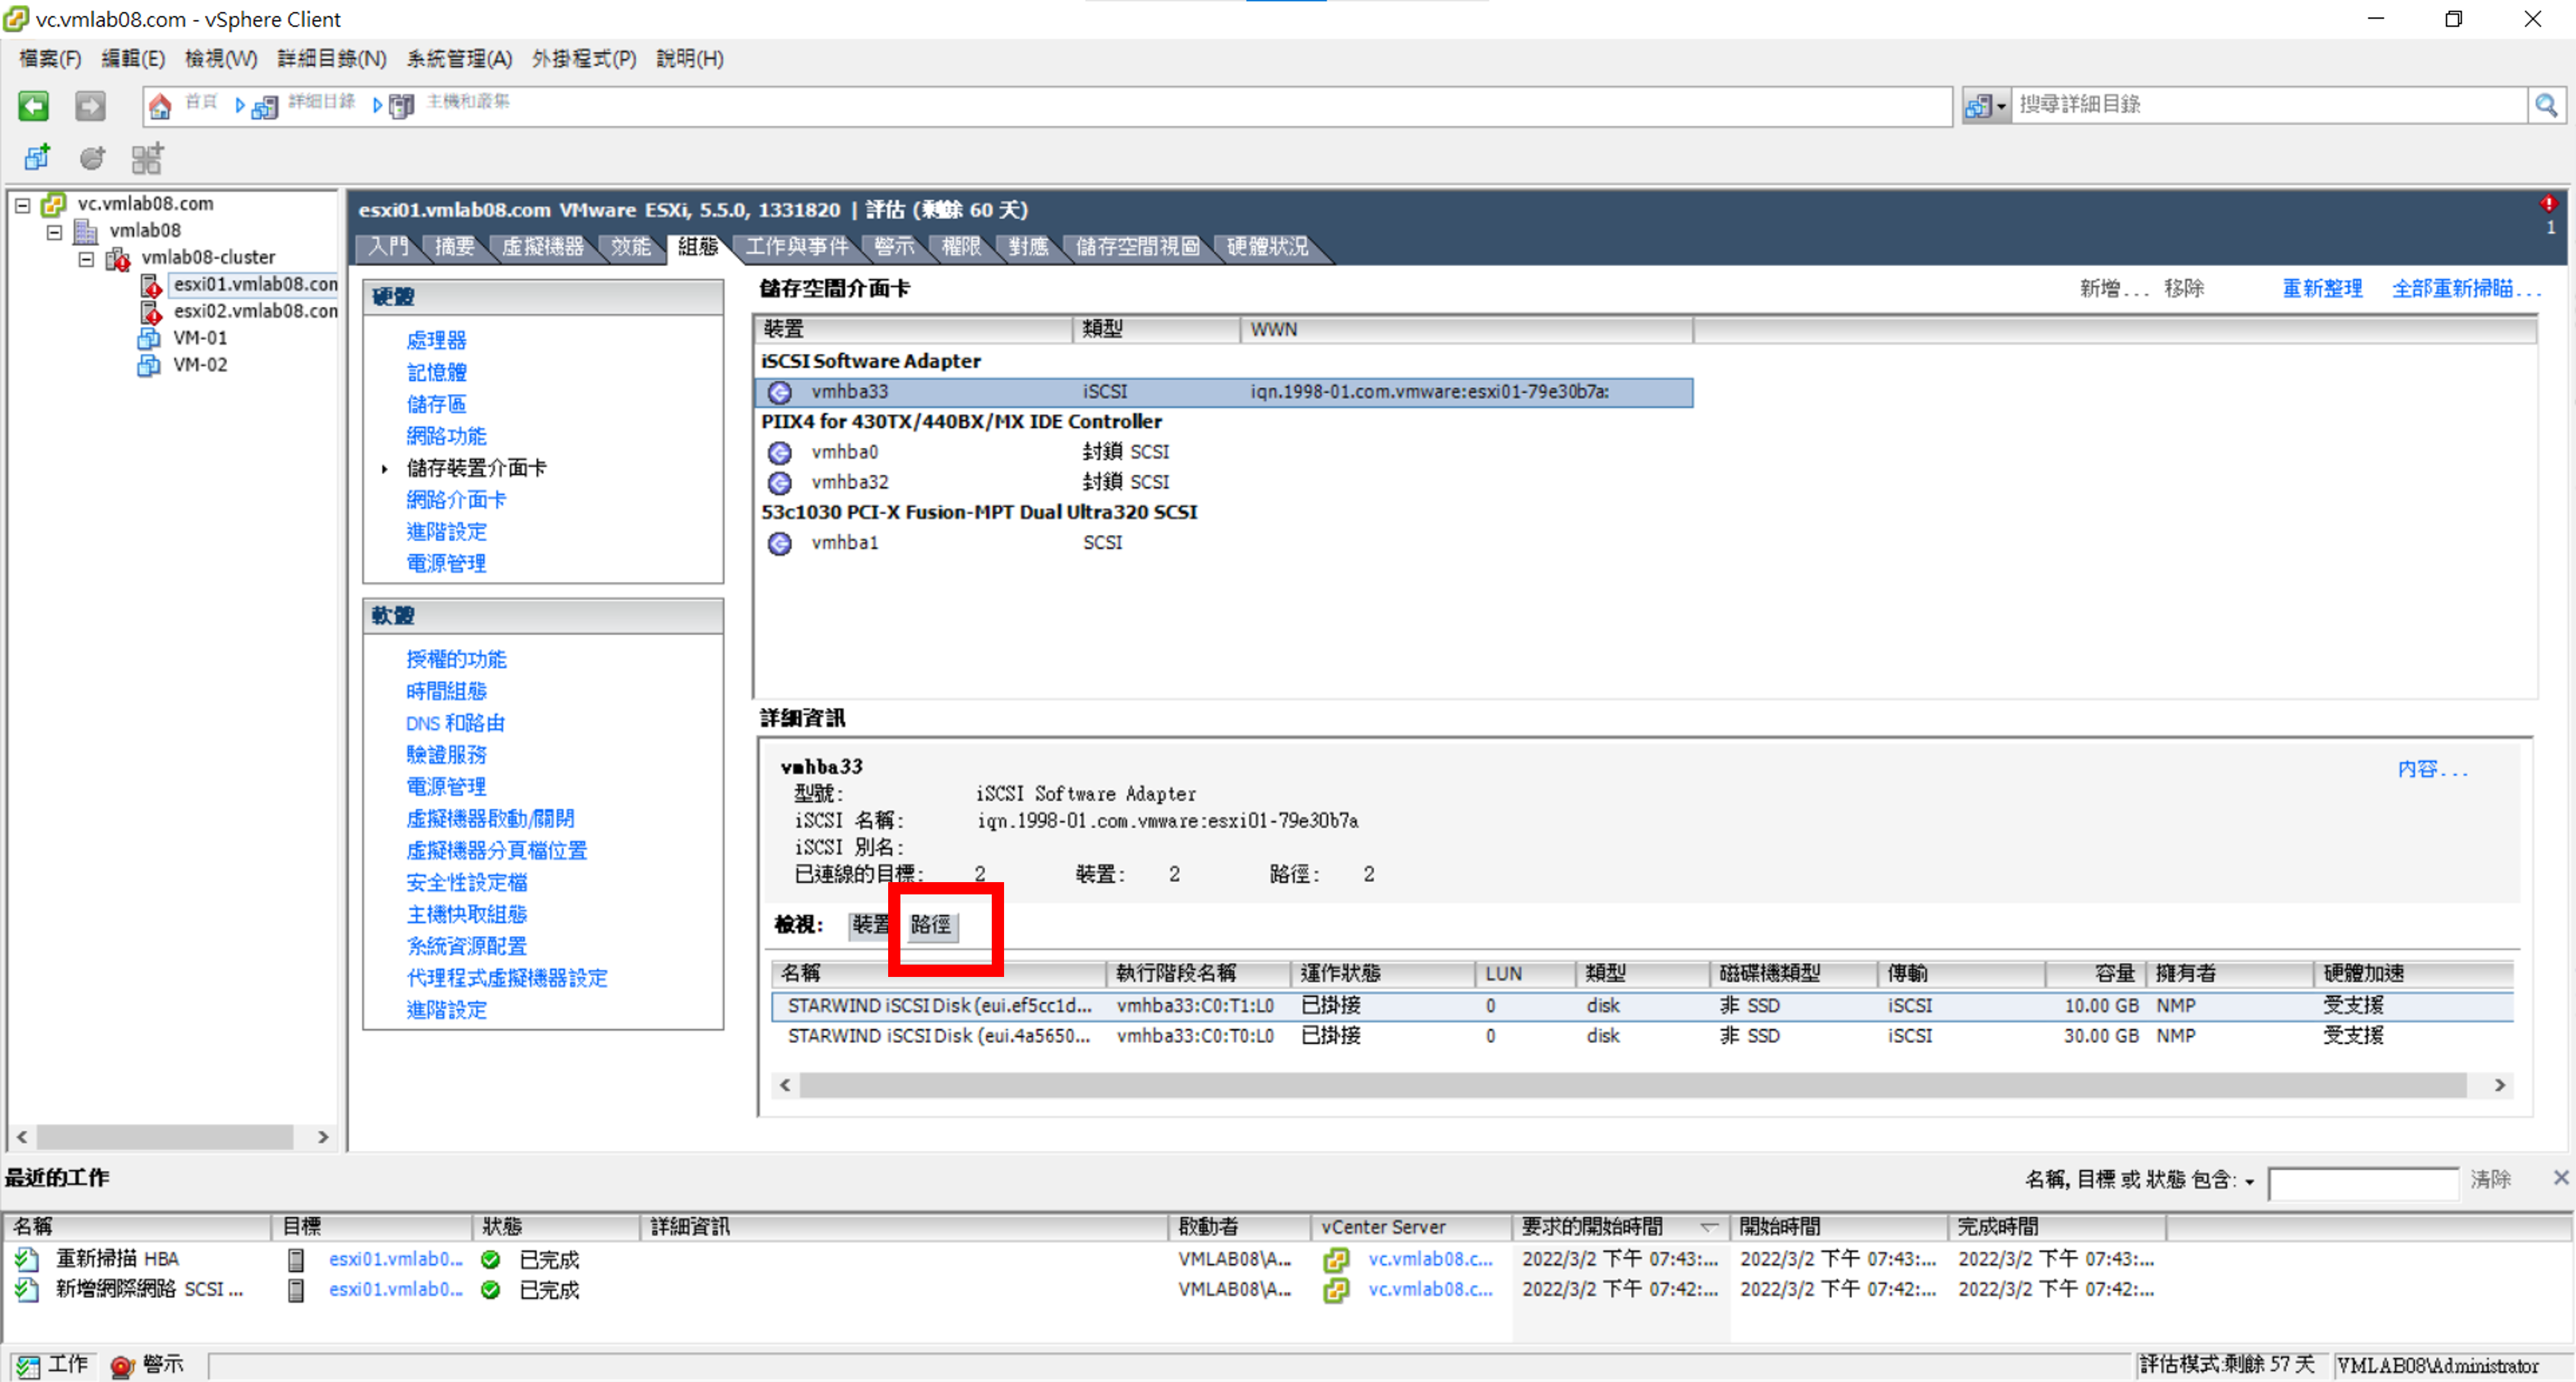 vc.vmlab08.com - vSphere Client
檔案(F) 編輯(E) 檢視(W) 詳細目錄(N) 系統管理(A) 外掛程式(P) 說明(H)
首頁 詳細目錄 主機和叢集 搜尋詳細目錄
vc.vmlab08.com
vmlab08
vmlab08-cluster
esxi01.vmlab08.con
esxi02.vmlab08.con
VM-01
VM-02
esxi01.vmlab08.com VMware ESXi, 5.5.0, 1331820 | 評估 (剩餘 60 天)
1
入門 摘要 虛擬機器 效能 組態 工作與事件 警示 權限 對應 儲存空間視圖 硬體狀況
硬體
處理器
記憶體
儲存區
網路功能
儲存裝置介面卡
網路介面卡
進階設定
電源管理
軟體
授權的功能
時間組態
DNS 和路由
驗證服務
電源管理
虛擬機器啟動/關閉
虛擬機器分頁檔位置
安全性設定檔
主機快取組態
系統資源配置
代理程式虛擬機器設定
進階設定
儲存空間介面卡 新增... 移除 重新整理 全部重新掃瞄...
裝置 類型 WWN
iSCSI Software Adapter
vmhba33 iSCSI iqn.1998-01.com.vmware:esxi01-79e30b7a:
PIIX4 for 430TX/440BX/MX IDE Controller
vmhba0 封鎖 SCSI
vmhba32 封鎖 SCSI
53c1030 PCI-X Fusion-MPT Dual Ultra320 SCSI
vmhba1 SCSI
詳細資訊
vmhba33 內容...
型號: iSCSI Software Adapter
iSCSI 名稱: iqn.1998-01.com.vmware:esxi01-79e30b7a
iSCSI 別名:
已連線的目標: 2 裝置: 2 路徑: 2
檢視: 裝置 路徑
名稱 執行階段名稱 運作狀態 LUN 類型 磁碟機類型 傳輸 容量 擁有者 硬體加速
STARWIND iSCSI Disk (eui.ef5cc1d... vmhba33:C0:T1:L0 已掛接 0 disk 非 SSD iSCSI 10.00 GB NMP 受支援
STARWIND iSCSI Disk (eui.4a5650... vmhba33:C0:T0:L0 已掛接 0 disk 非 SSD iSCSI 30.00 GB NMP 受支援
最近的工作 名稱, 目標 或 狀態 包含: 清除
名稱 目標 狀態 詳細資訊 啟動者 vCenter Server 要求的開始時間 開始時間 完成時間
重新掃描 HBA esxi01.vmlab0... 已完成 VMLAB08\A... vc.vmlab08.c... 2022/3/2 下午 07:43:... 2022/3/2 下午 07:43:... 2022/3/2 下午 07:43:...
新增網際網路 SCSI ... esxi01.vmlab0... 已完成 VMLAB08\A... vc.vmlab08.c... 2022/3/2 下午 07:42:... 2022/3/2 下午 07:42:... 2022/3/2 下午 07:42:...
工作 警示 評估模式:剩餘 57 天 VMLAB08\Administrator